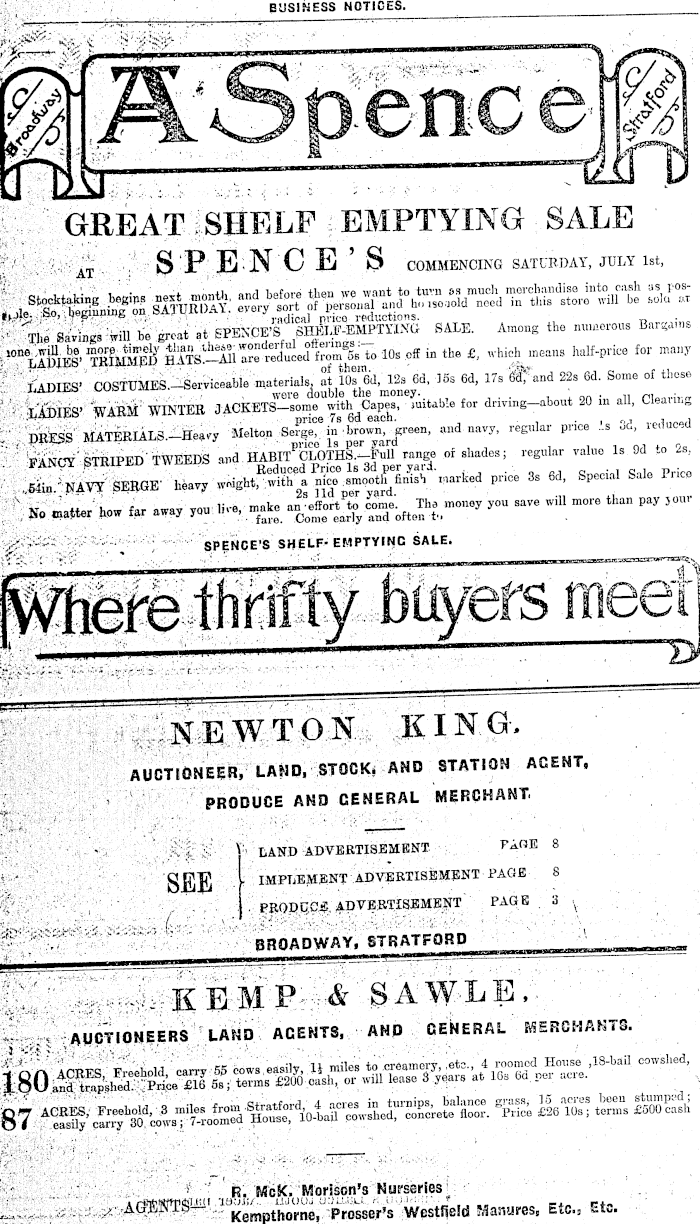 BUSINESS NOTICES.
Broadway
A Spence
Stratford
GREAT SHELF EMPTYING SALE
AT SPENCE'S COMMENCING SATURDAY, JULY 1st,
Stocktaking begins next month, and before then we want to turn as much merchandise into cash as pos-
So, beginning on SATURDAY, every sort of personal and household need in this store will be sold at
radical price reductions.
The Savings will be great at SPENCE'S SHELF-EMPTYING SALE. Among the numerous Bargains
none will be more timely than these wonderful offerings:—
LADIES' TRIMMED HATS.—All are reduced from 5s to 10s off in the £, which means half-price for many
of them.
LADIES' COSTUMES.—Serviceable materials, at 10s 6d, 12s 6d, 15s 6d, 17s 6d, and 22s 6d. Some of these
were double the money.
LADIES' WARM WINTER JACKETS—some with Capes, suitable for driving—about 20 in all, Clearing
price 7s 6d each.
DRESS MATERIALS.—Heavy Melton Serge, in brown, green, and navy, regular price 1s 3d, reduced
price 1s per yard
FANCY STRIPED TWEEDS and HABIT CLOTHS.—Full range of shades; regular value 1s 9d to 2s,
Reduced Price 1s 3d per yard.
54in. NAVY SERGE heavy weight, with a nice smooth finish marked price 3s 6d, Special Sale Price
2s 11d per yard.
No matter how far away you live, make an effort to come. The money you save will more than pay your
fare. Come early and often
SPENCE'S SHELF-EMPTYING SALE.
Where thrifty buyers meet
NEWTON KING.
AUCTIONEER, LAND, STOCK, AND STATION AGENT,
PRODUCE AND GENERAL MERCHANT.
SEE
LAND ADVERTISEMENT PAGE 8
IMPLEMENT ADVERTISEMENT PAGE 8
PRODUCE ADVERTISEMENT PAGE 3
BROADWAY, STRATFORD
KEMP & SAWLE,
AUCTIONEERS LAND AGENTS, AND GENERAL MERCHANTS.
180 ACRES, Freehold, carry 55 cows easily, 1½ miles to creamery, etc., 4 roomed House, 18-bail cowshed,
and trapshed. Price £16 5s; terms £200 cash, or will lease 3 years at 16s 6d per acre.
87 ACRES, Freehold, 3 miles from Stratford, 4 acres in turnips, balance grass, 15 acres been stumped;
easily carry 30 cows; 7-roomed House, 10-bail cowshed, concrete floor. Price £26 10s; terms £500 cash
AGENTS—
R. McK. Morison's Nurseries
Kempthorne, Prosser's Westfield Manures, Etc., Etc.